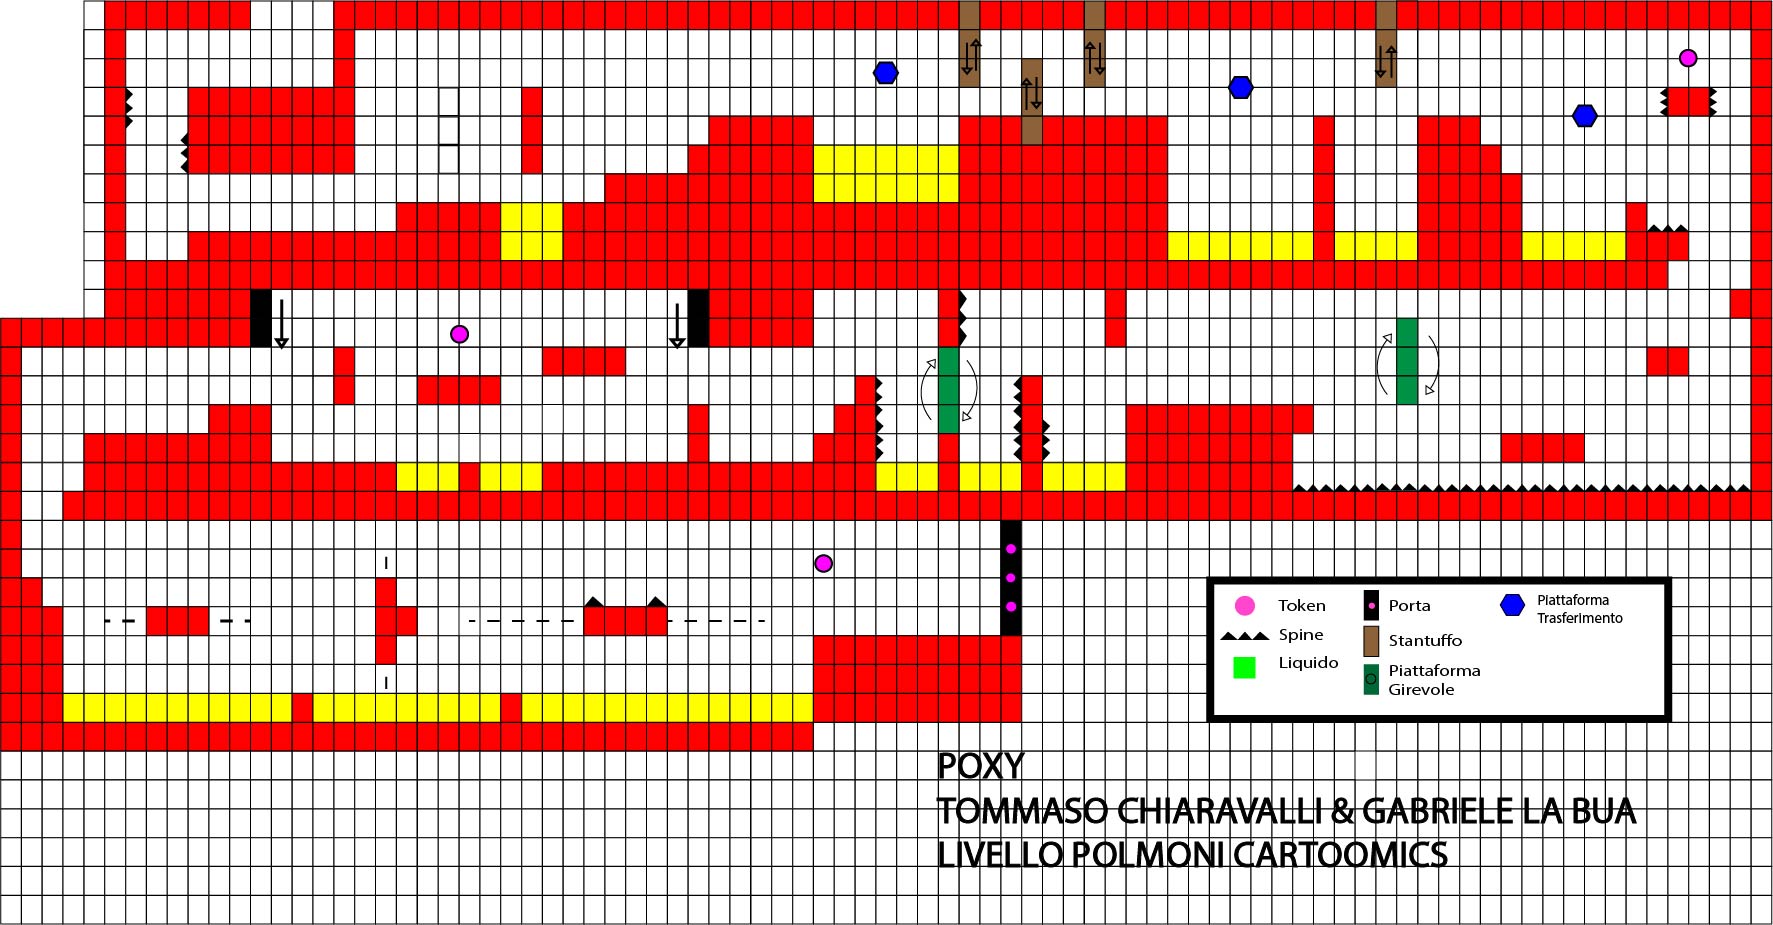 Token
Spine
Liquido
Porta
Stantuffo
Piattaforma
Girevole
Piattaforma
Trasferimento
POXY
TOMMASO CHIARAVALLI & GABRIELE LA BUA
LIVELLO POLMONI CARTOOMICS